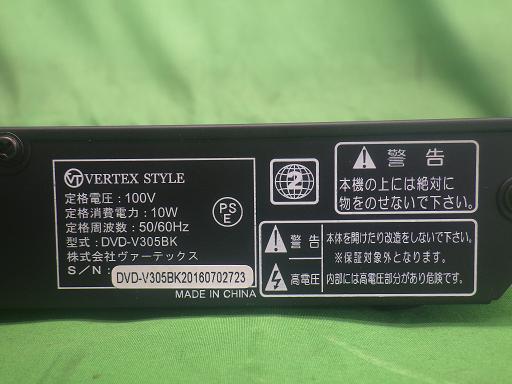 VT VERTEX STYLE
定格電圧：100V
定格消費電力：10W
定格周波数：50/60Hz
型式：DVD-V305BK
株式会社ヴァーテックス
S/N：
DVD-V305BK20160702723
MADE IN CHINA
PS
E
2
警告
本機の上には絶対に
物をのせないで下さい。
警告
本体を開けたり改造をしないで下さい。
※保証対象外となります。
高電圧
内部には高電圧部分があり危険です。